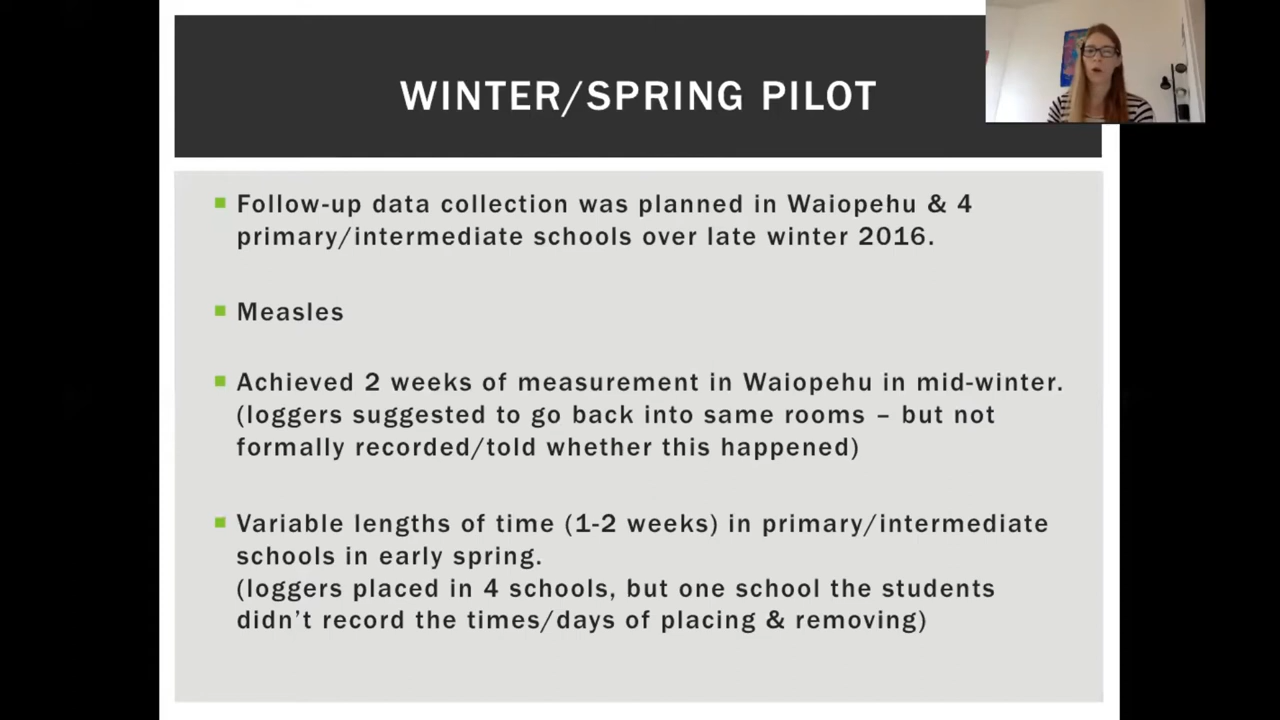 WINTER/SPRING PILOT
Follow-up data collection was planned in Waiopehu & 4
primary/intermediate schools over late winter 2016.
Measles
Achieved 2 weeks of measurement in Waiopehu in mid-winter.
(loggers suggested to go back into same rooms – but not
formally recorded/told whether this happened)
Variable lengths of time (1-2 weeks) in primary/intermediate
schools in early spring.
(loggers placed in 4 schools, but one school the students
didn’t record the times/days of placing & removing)